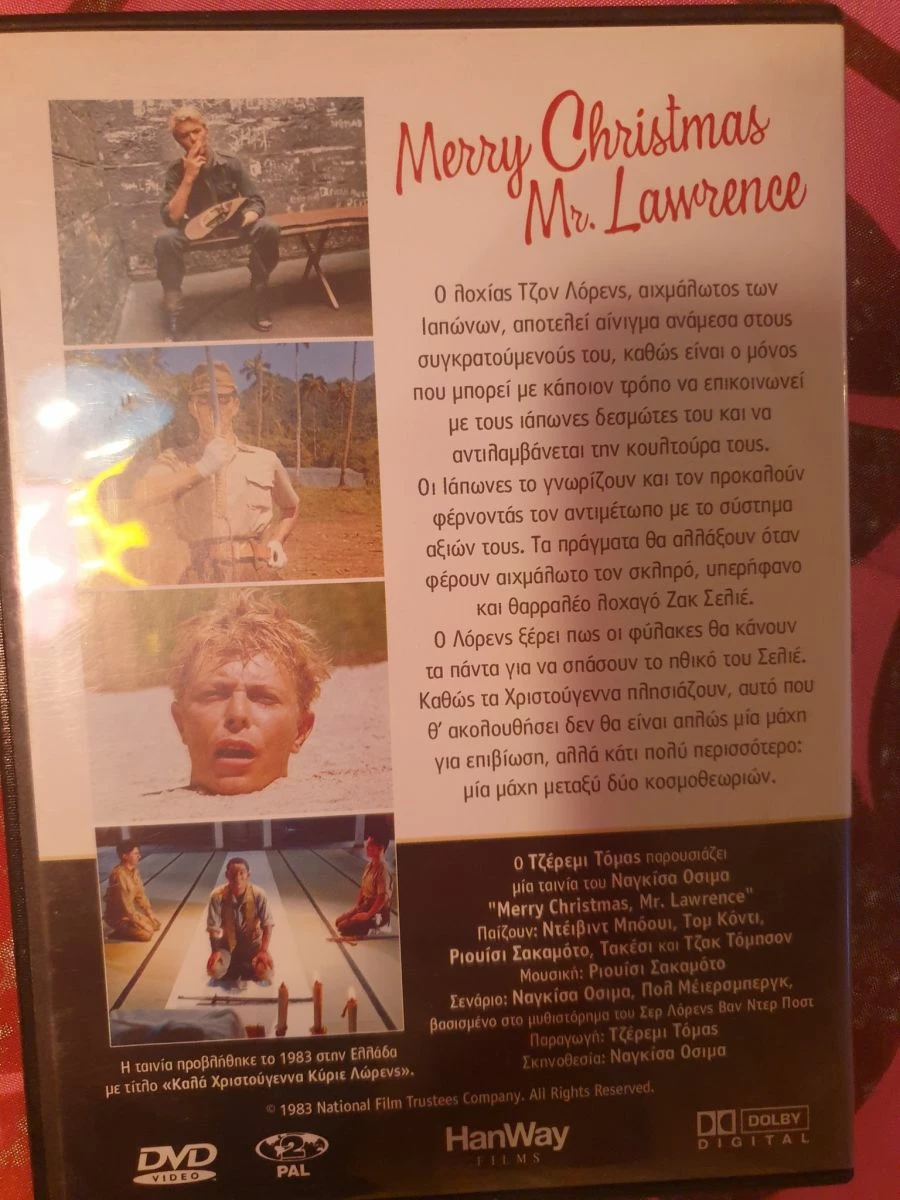 Merry Christmas
Mr. Lawrence
Ο λοχίας Τζον Λόρενς, αιχμάλωτος των
Ιαπώνων, αποτελεί αίνιγμα ανάμεσα στους
συγκρατούμενούς του, καθώς είναι ο μόνος
που μπορεί με κάποιον τρόπο να επικοινωνεί
με τους ιάπωνες δεσμώτες του και να
αντιλαμβάνεται την κουλτούρα τους.
Οι Ιάπωνες το γνωρίζουν και τον προκαλούν
φέρνοντάς τον αντιμέτωπο με το σύστημα
αξιών τους. Τα πράγματα θα αλλάξουν όταν
φέρουν αιχμάλωτο τον σκληρό, υπερήφανο
και θαρραλέο λοχαγό Ζακ Σελιέ.
Ο Λόρενς ξέρει πως οι φύλακες θα κάνουν
τα πάντα για να σπάσουν το ηθικό του Σελιέ.
Καθώς τα Χριστούγεννα πλησιάζουν, αυτό που
θ' ακολουθήσει δεν θα είναι απλώς μία μάχη
για επιβίωση, αλλά κάτι πολύ περισσότερο:
μία μάχη μεταξύ δύο κοσμοθεωριών.
Ο Τζέρεμι Τόμας παρουσιάζει
μία ταινία του Ναγκίσα Οσιμα
"Merry Christmas, Mr. Lawrence"
Παίζουν: Ντέιβιντ Μπόουι, Τομ Κόντι,
Ριουίσι Σακαμότο, Τακέσι και Τζακ Τόμπσον
Μουσική: Ριουίσι Σακαμότο
Σενάριο: Ναγκίσα Οσιμα, Πολ Μέιερσμπεργκ,
βασισμένο στο μυθιστόρημα του Σερ Λόρενς Βαν Ντερ Ποστ
Παραγωγή: Τζέρεμι Τόμας
Σκηνοθεσία: Ναγκίσα Οσιμα
Η ταινία προβλήθηκε το 1983 στην Ελλάδα
με τίτλο «Καλά Χριστούγεννα Κύριε Λώρενς».
© 1983 National Film Trustees Company. All Rights Reserved.
DVD
VIDEO
2
PAL
HanWay
FILMS
DOLBY
DIGITAL